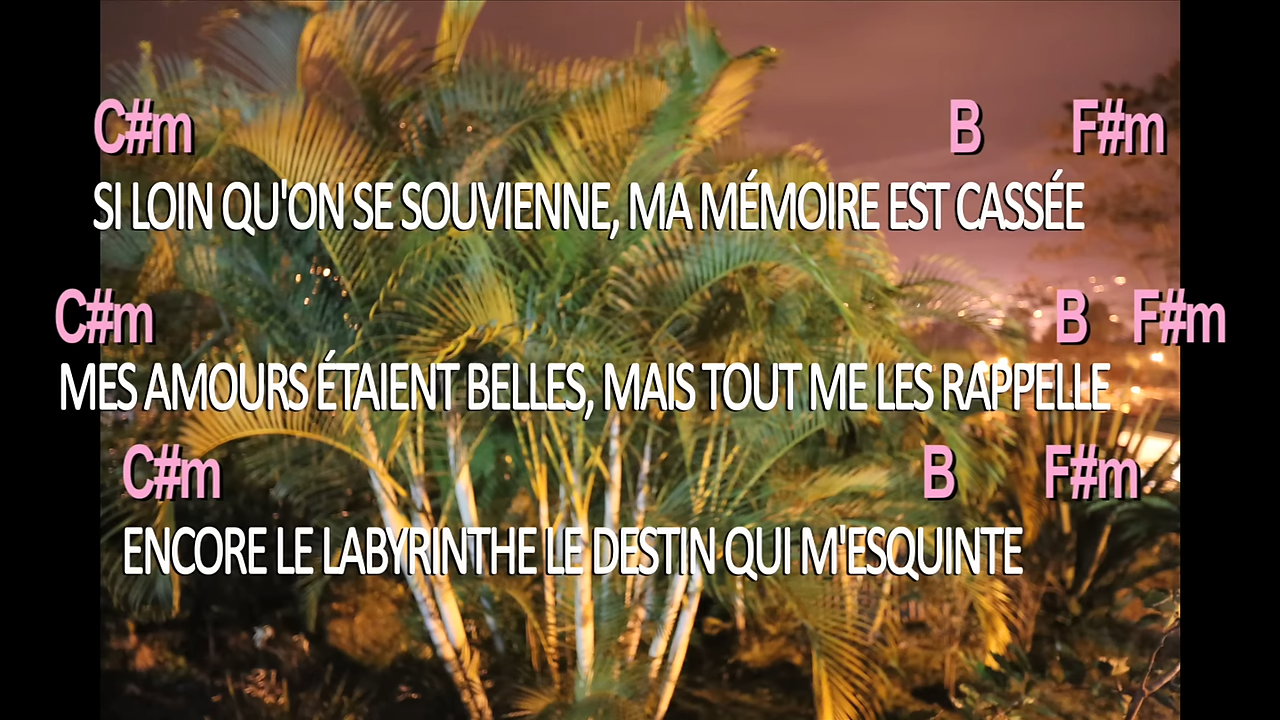 C#m B F#m
SI LOIN QU'ON SE SOUVIENNE, MA MÉMOIRE EST CASSÉE
C#m B F#m
MES AMOURS ÉTAIENT BELLES, MAIS TOUT ME LES RAPPELLE
C#m B F#m
ENCORE LE LABYRINTHE LE DESTIN QUI M'ESQUINTE